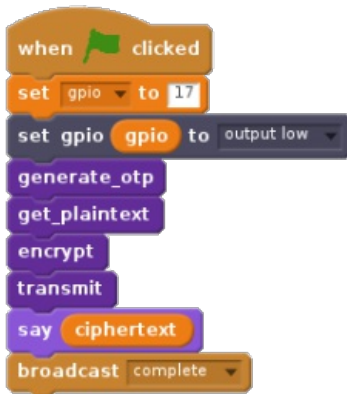 when clicked
set gpio to 17
set gpio gpio to output low
generate_otp
get_plaintext
encrypt
transmit
say ciphertext
broadcast complete